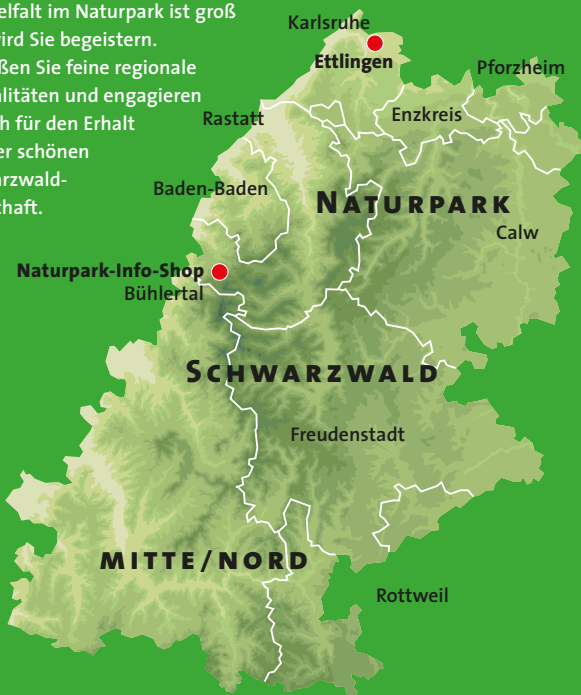 elfalt im Naturpark ist groß
ird Sie begeistern.
ßen Sie feine regionale
alitäten und engagieren
h für den Erhalt
er schönen
arzwald-
chaft.
Karlsruhe
Ettlingen
Pforzheim
Enzkreis
Rastatt
Baden-Baden
NATURPARK
Calw
Naturpark-Info-Shop
Bühlertal
SCHWARZWALD
Freudenstadt
MITTE/NORD
Rottweil